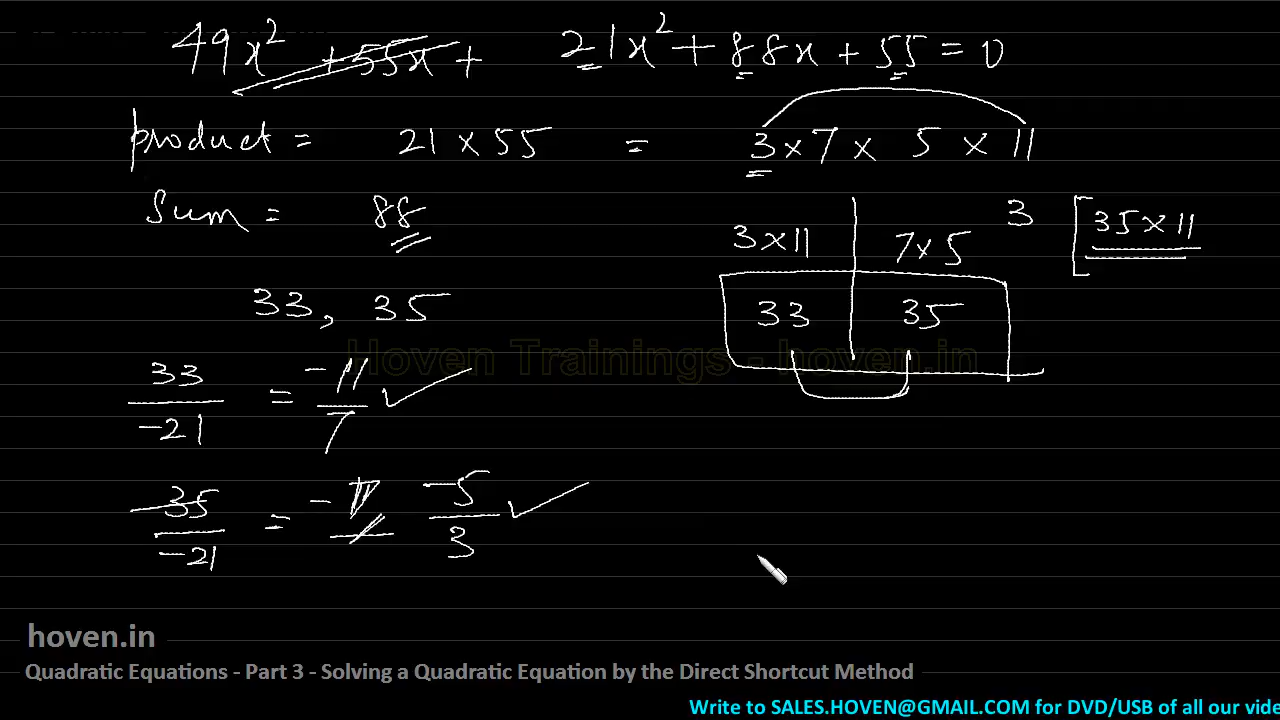 49x² +55x + 21x² + 88x + 55 = 0
product = 21 × 55 = 3 × 7 × 5 × 11
Sum = 88
3×11 | 7×5 3 [35×11
33, 35
33 | 35
Hoven Trainings - hoven.in
33/-21 = -11/7 ✓
-35/-21 = - -5/3 ✓
hoven.in
Quadratic Equations - Part 3 - Solving a Quadratic Equation by the Direct Shortcut Method
Write to SALES.HOVEN@GMAIL.COM for DVD/USB of all our vide